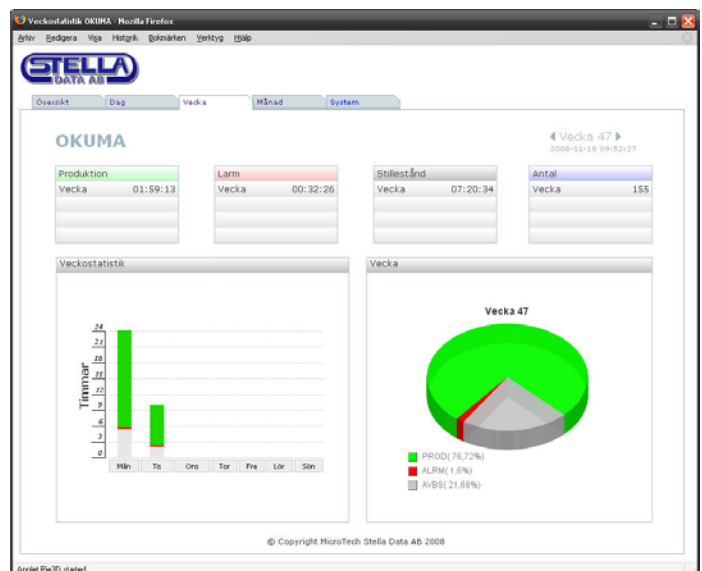 Veckostatistik OKUMA - Mozilla Firefox
Arkiv Redigera Visa Historik Bokmärken Verktyg Hjälp
STELLA
DATA AB
Översikt Dag Vecka Månad System
OKUMA
Vecka 47
2008-11-18 09:52:27
Produktion Larm Stillestånd Antal
Vecka 01:59:13 Vecka 00:32:26 Vecka 07:20:34 Vecka 155
Veckostatistik Vecka
Vecka 47
Timmar
24
21
18
15
12
9
6
3
0
Mån Tis Ons Tor Fre Lör Sön
PROD( 76,72%)
ALRM( 1,6%)
AVBS( 21,68%)
© Copyright MicroTech Stella Data AB 2008
Applet Pie3D started